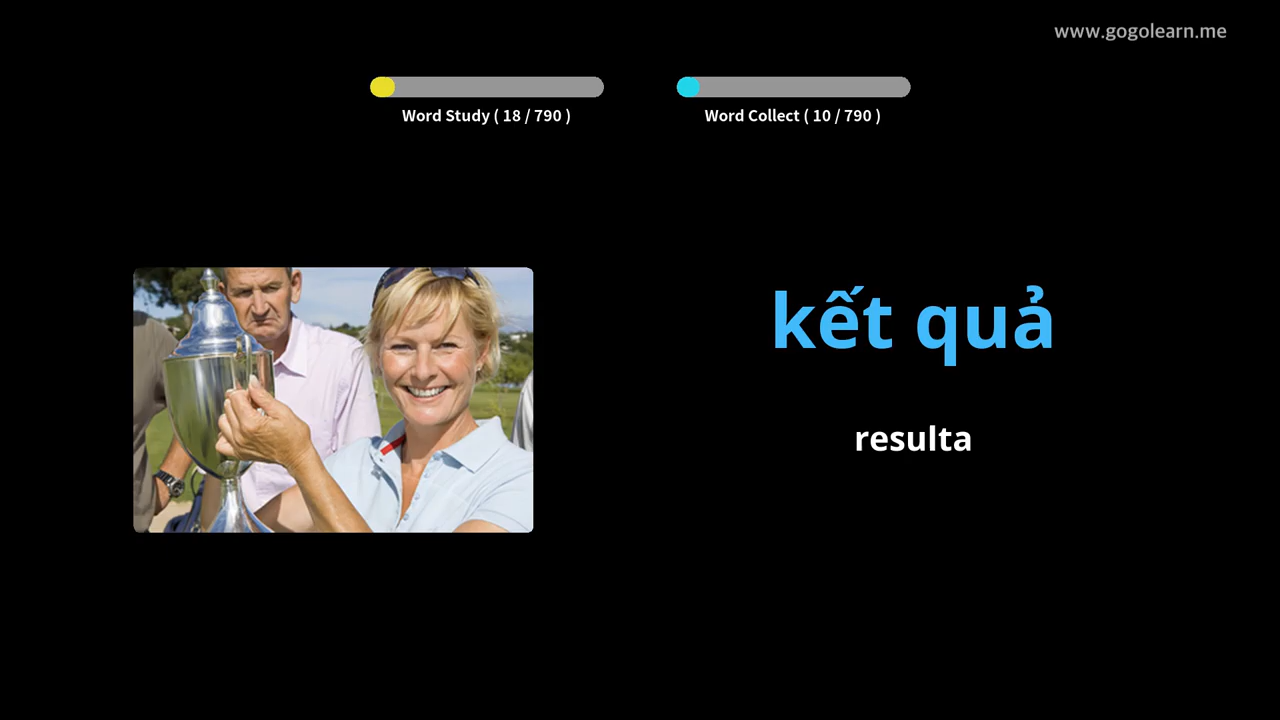 www.gogolearn.me
Word Study ( 18 / 790 )
Word Collect ( 10 / 790 )
kết quả
resulta